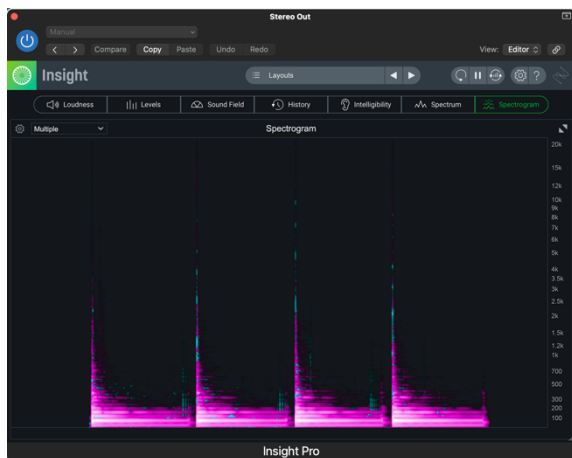 Stereo Out
Manual
Compare Copy Paste Undo Redo View: Editor
Insight Layouts ?
Loudness Levels Sound Field History Intelligibility Spectrum Spectrogram
Multiple Spectrogram
20k
15k
12k
10k
9k
8k
7k
6k
5k
4k
3.5k
3k
2.5k
2k
1.5k
1.2k
1k
700
500
300
200
100
Insight Pro